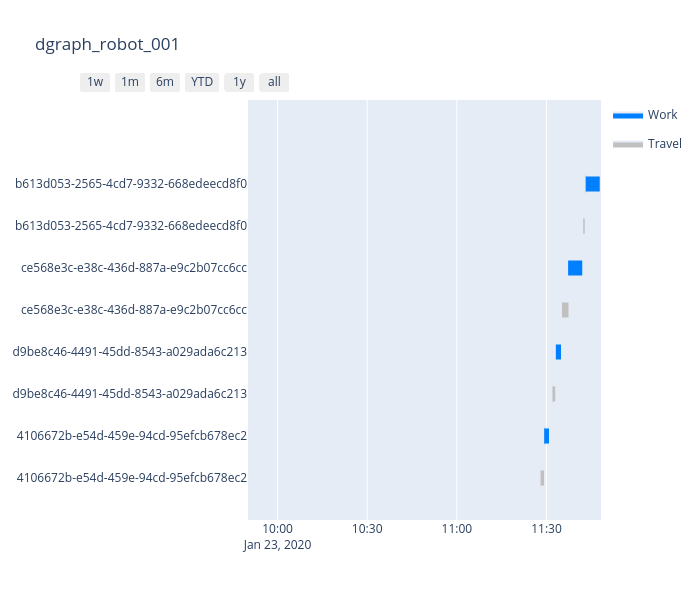 dgraph_robot_001
1w 1m 6m YTD 1y all
Work
Travel
b613d053-2565-4cd7-9332-668edeecd8f0
b613d053-2565-4cd7-9332-668edeecd8f0
ce568e3c-e38c-436d-887a-e9c2b07cc6cc
ce568e3c-e38c-436d-887a-e9c2b07cc6cc
d9be8c46-4491-45dd-8543-a029ada6c213
d9be8c46-4491-45dd-8543-a029ada6c213
4106672b-e54d-459e-94cd-95efcb678ec2
4106672b-e54d-459e-94cd-95efcb678ec2
10:00 10:30 11:00 11:30
Jan 23, 2020